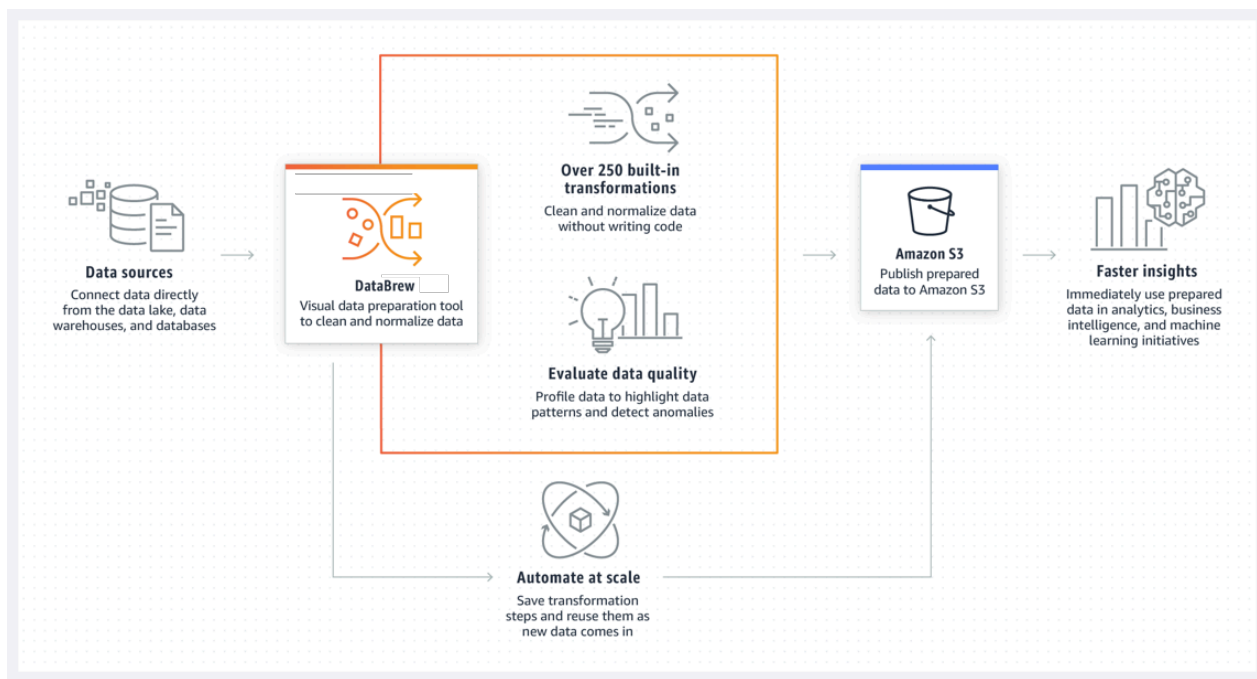 Data sources
Connect data directly
from the data lake, data
warehouses, and databases
DataBrew
Visual data preparation tool
to clean and normalize data
Over 250 built-in
transformations
Clean and normalize data
without writing code
Evaluate data quality
Profile data to highlight data
patterns and detect anomalies
Automate at scale
Save transformation
steps and reuse them as
new data comes in
Amazon S3
Publish prepared
data to Amazon S3
Faster insights
Immediately use prepared
data in analytics, business
intelligence, and machine
learning initiatives